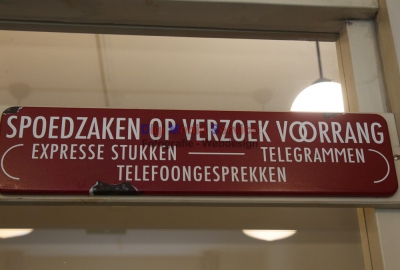 SPOEDZAKEN OP VERZOEK VOORRANG
EXPRESSE STUKKEN — TELEGRAMMEN
TELEFOONGESPREKKEN